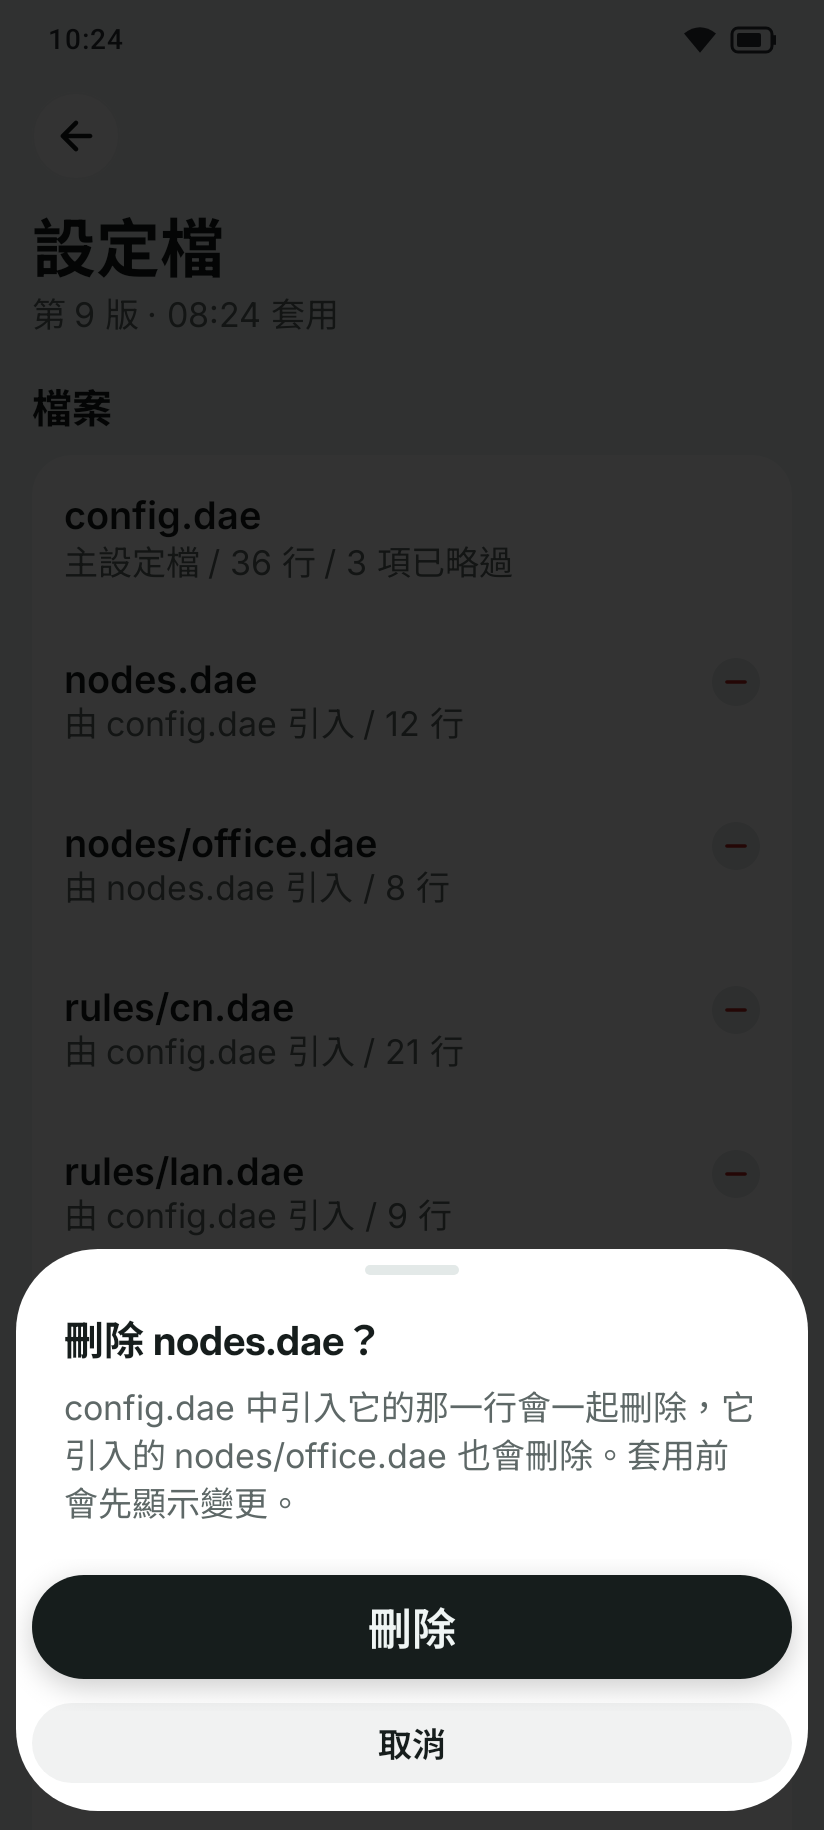 10:24
設定檔
第 9 版 · 08:24 套用
檔案
config.dae
主設定檔 / 36 行 / 3 項已略過
nodes.dae
由 config.dae 引入 / 12 行
nodes/office.dae
由 nodes.dae 引入 / 8 行
rules/cn.dae
由 config.dae 引入 / 21 行
rules/lan.dae
由 config.dae 引入 / 9 行
刪除 nodes.dae？
config.dae 中引入它的那一行會一起刪除，它
引入的 nodes/office.dae 也會刪除。套用前
會先顯示變更。
刪除
取消